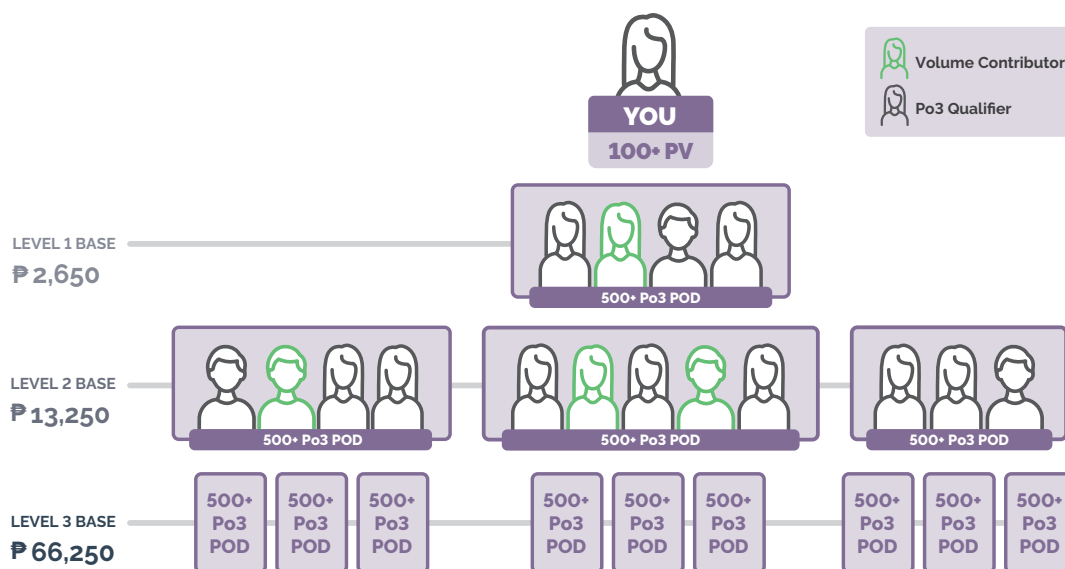 Volume Contributor
Po3 Qualifier
YOU
100+ PV
LEVEL 1 BASE
₱ 2,650
500+ Po3 POD
LEVEL 2 BASE
₱ 13,250
500+ Po3 POD
500+ Po3 POD
500+ Po3 POD
LEVEL 3 BASE
₱ 66,250
500+
Po3
POD
500+
Po3
POD
500+
Po3
POD
500+
Po3
POD
500+
Po3
POD
500+
Po3
POD
500+
Po3
POD
500+
Po3
POD
500+
Po3
POD